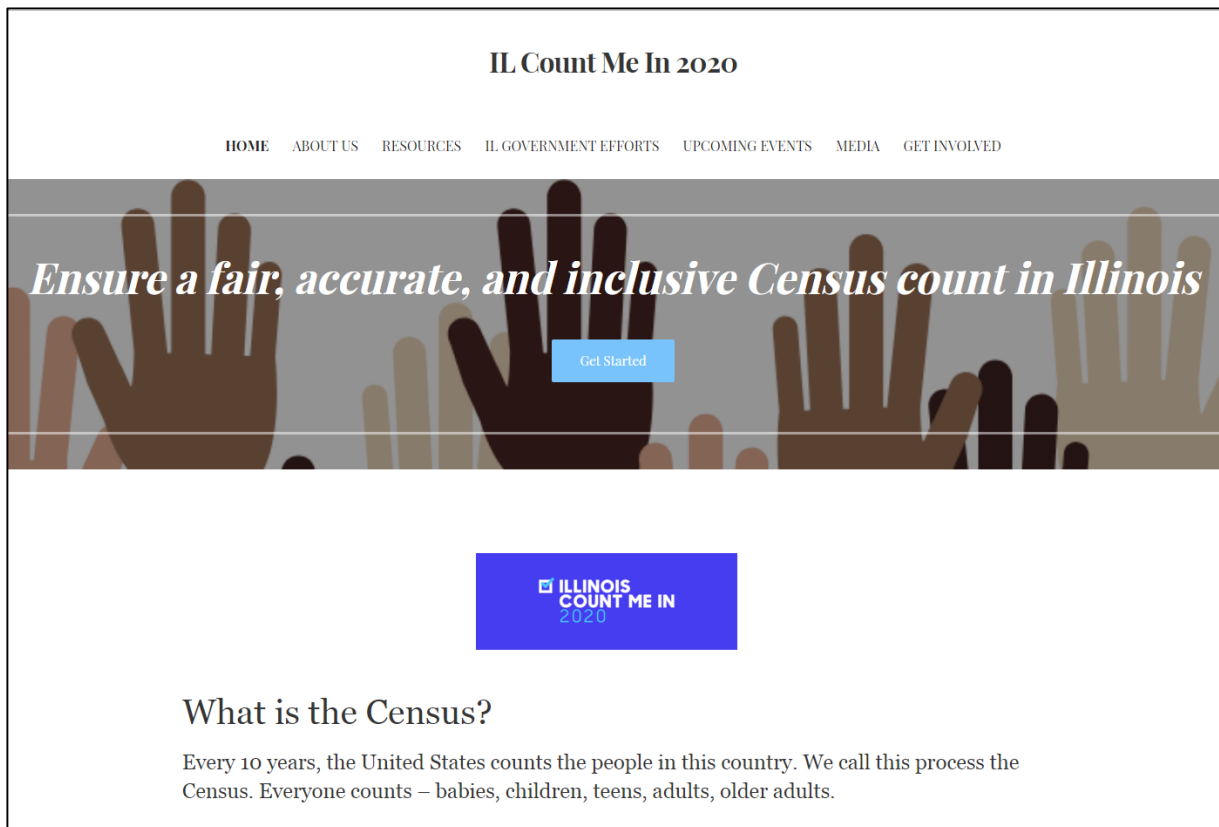 IL Count Me In 2020
HOME ABOUT US RESOURCES IL GOVERNMENT EFFORTS UPCOMING EVENTS MEDIA GET INVOLVED
Ensure a fair, accurate, and inclusive Census count in Illinois
Get Started
ILLINOIS
COUNT ME IN
2020
What is the Census?
Every 10 years, the United States counts the people in this country. We call this process the
Census. Everyone counts – babies, children, teens, adults, older adults.